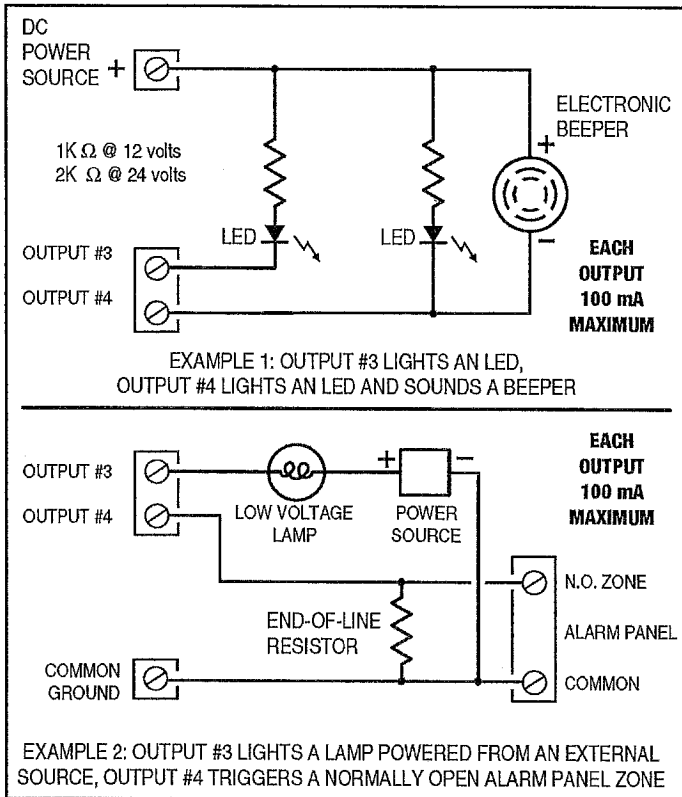 DC
POWER
SOURCE +
1K Ω @ 12 volts
2K Ω @ 24 volts
ELECTRONIC
BEEPER
+
−
LED
LED
OUTPUT #3
OUTPUT #4
EACH
OUTPUT
100 mA
MAXIMUM
EXAMPLE 1: OUTPUT #3 LIGHTS AN LED,
OUTPUT #4 LIGHTS AN LED AND SOUNDS A BEEPER
OUTPUT #3
OUTPUT #4
LOW VOLTAGE
LAMP
+ −
POWER
SOURCE
EACH
OUTPUT
100 mA
MAXIMUM
END-OF-LINE
RESISTOR
N.O. ZONE
ALARM PANEL
COMMON
COMMON
GROUND
EXAMPLE 2: OUTPUT #3 LIGHTS A LAMP POWERED FROM AN EXTERNAL
SOURCE, OUTPUT #4 TRIGGERS A NORMALLY OPEN ALARM PANEL ZONE